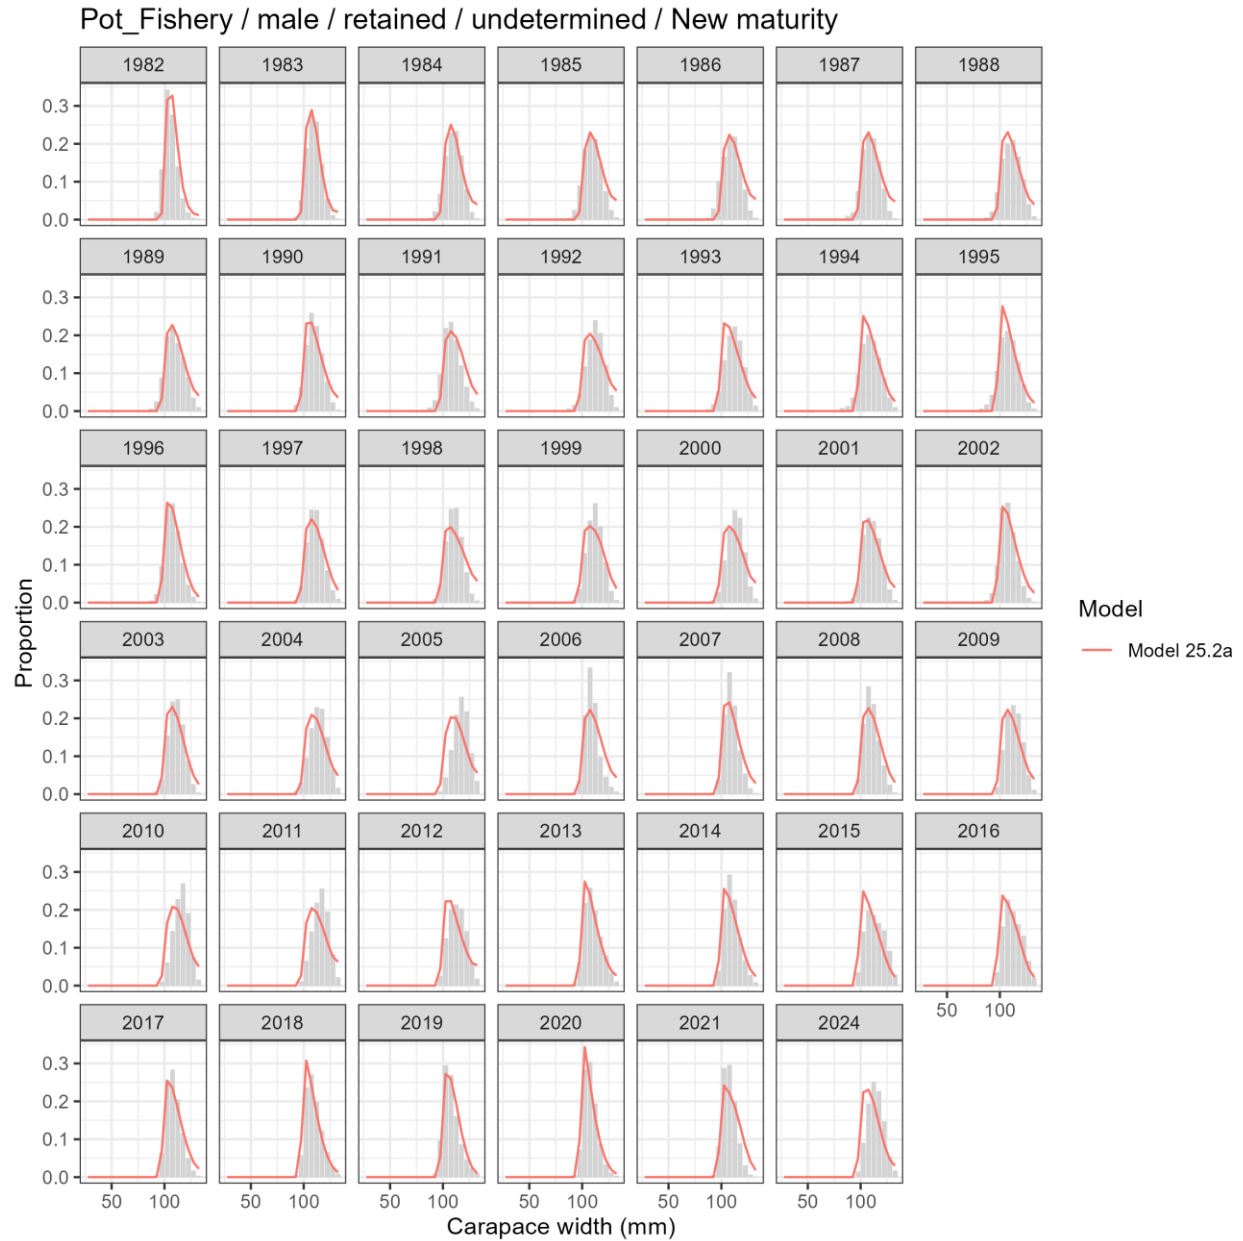 Pot_Fishery / male / retained / undetermined / New maturity
1982 1983 1984 1985 1986 1987 1988
0.3
0.2
0.1
0.0
1989 1990 1991 1992 1993 1994 1995
0.3
0.2
0.1
0.0
1996 1997 1998 1999 2000 2001 2002
0.3
0.2
0.1
0.0
Proportion
2003 2004 2005 2006 2007 2008 2009
0.3
0.2
0.1
0.0
2010 2011 2012 2013 2014 2015 2016
0.3
0.2
0.1
0.0
50 100
2017 2018 2019 2020 2021 2024
0.3
0.2
0.1
0.0
50 100 50 100 50 100 50 100 50 100 50 100
Carapace width (mm)
Model
Model 25.2a